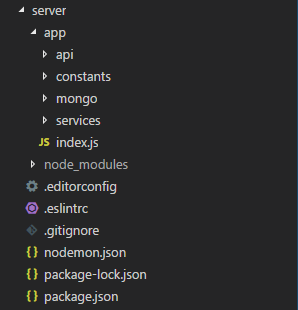 server
app
api
constants
mongo
services
JS index.js
node_modules
.editorconfig
.eslintrc
.gitignore
{} nodemon.json
{} package-lock.json
{} package.json